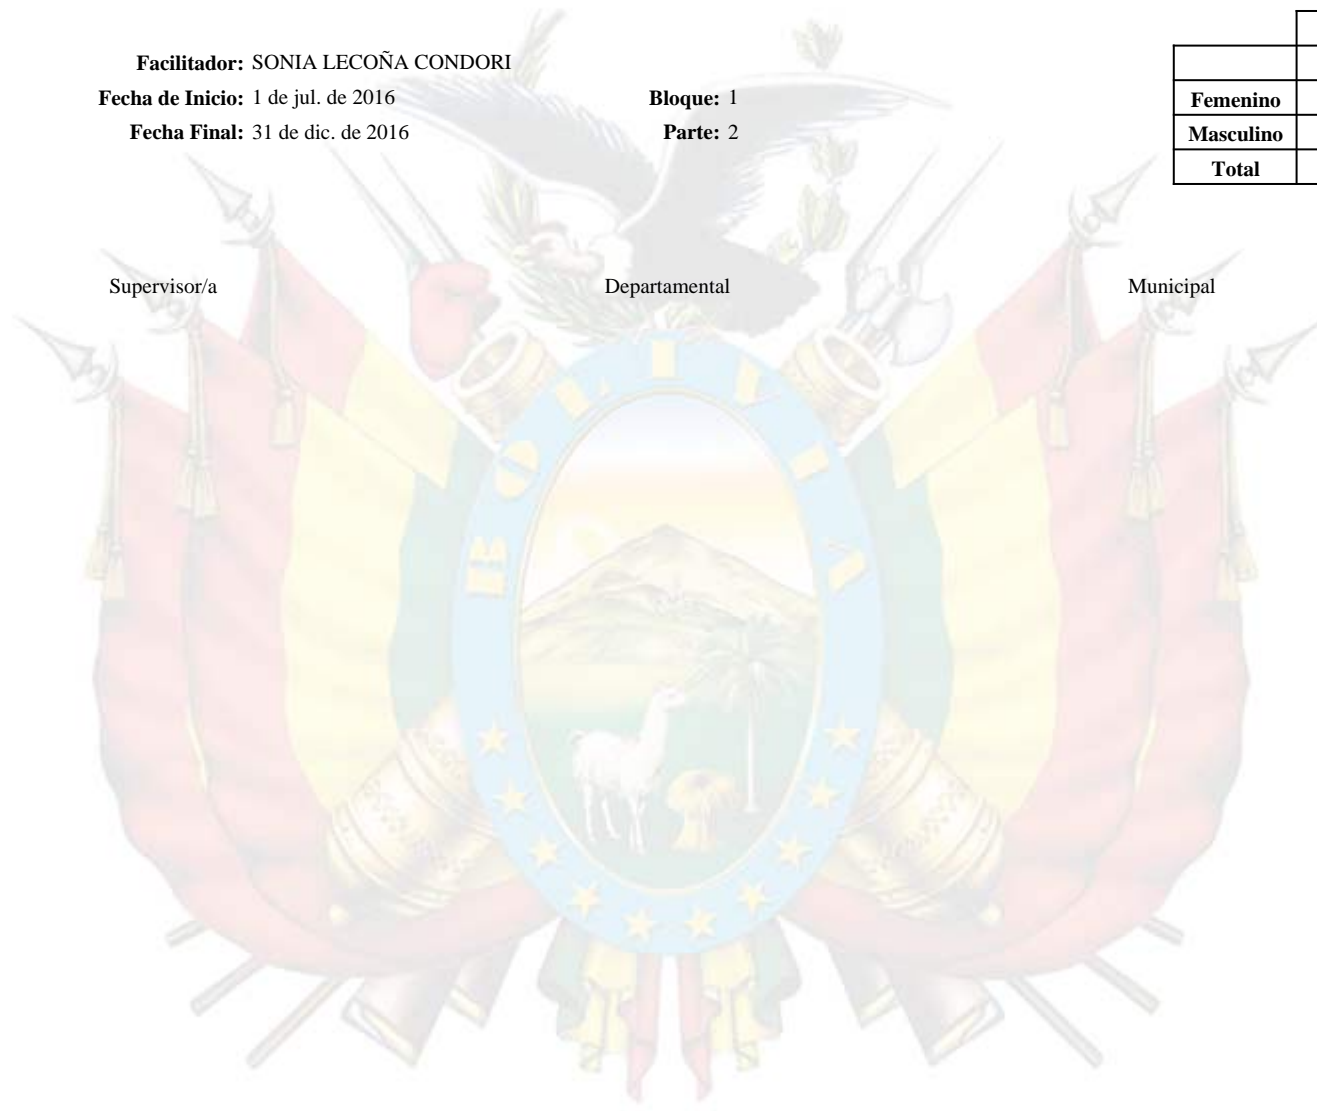 Facilitador: SONIA LECOÑA CONDORI
Fecha de Inicio: 1 de jul. de 2016 Bloque: 1
Fecha Final: 31 de dic. de 2016 Parte: 2
Femenino
Masculino
Total
Supervisor/a Departamental Municipal
BOLIVIA